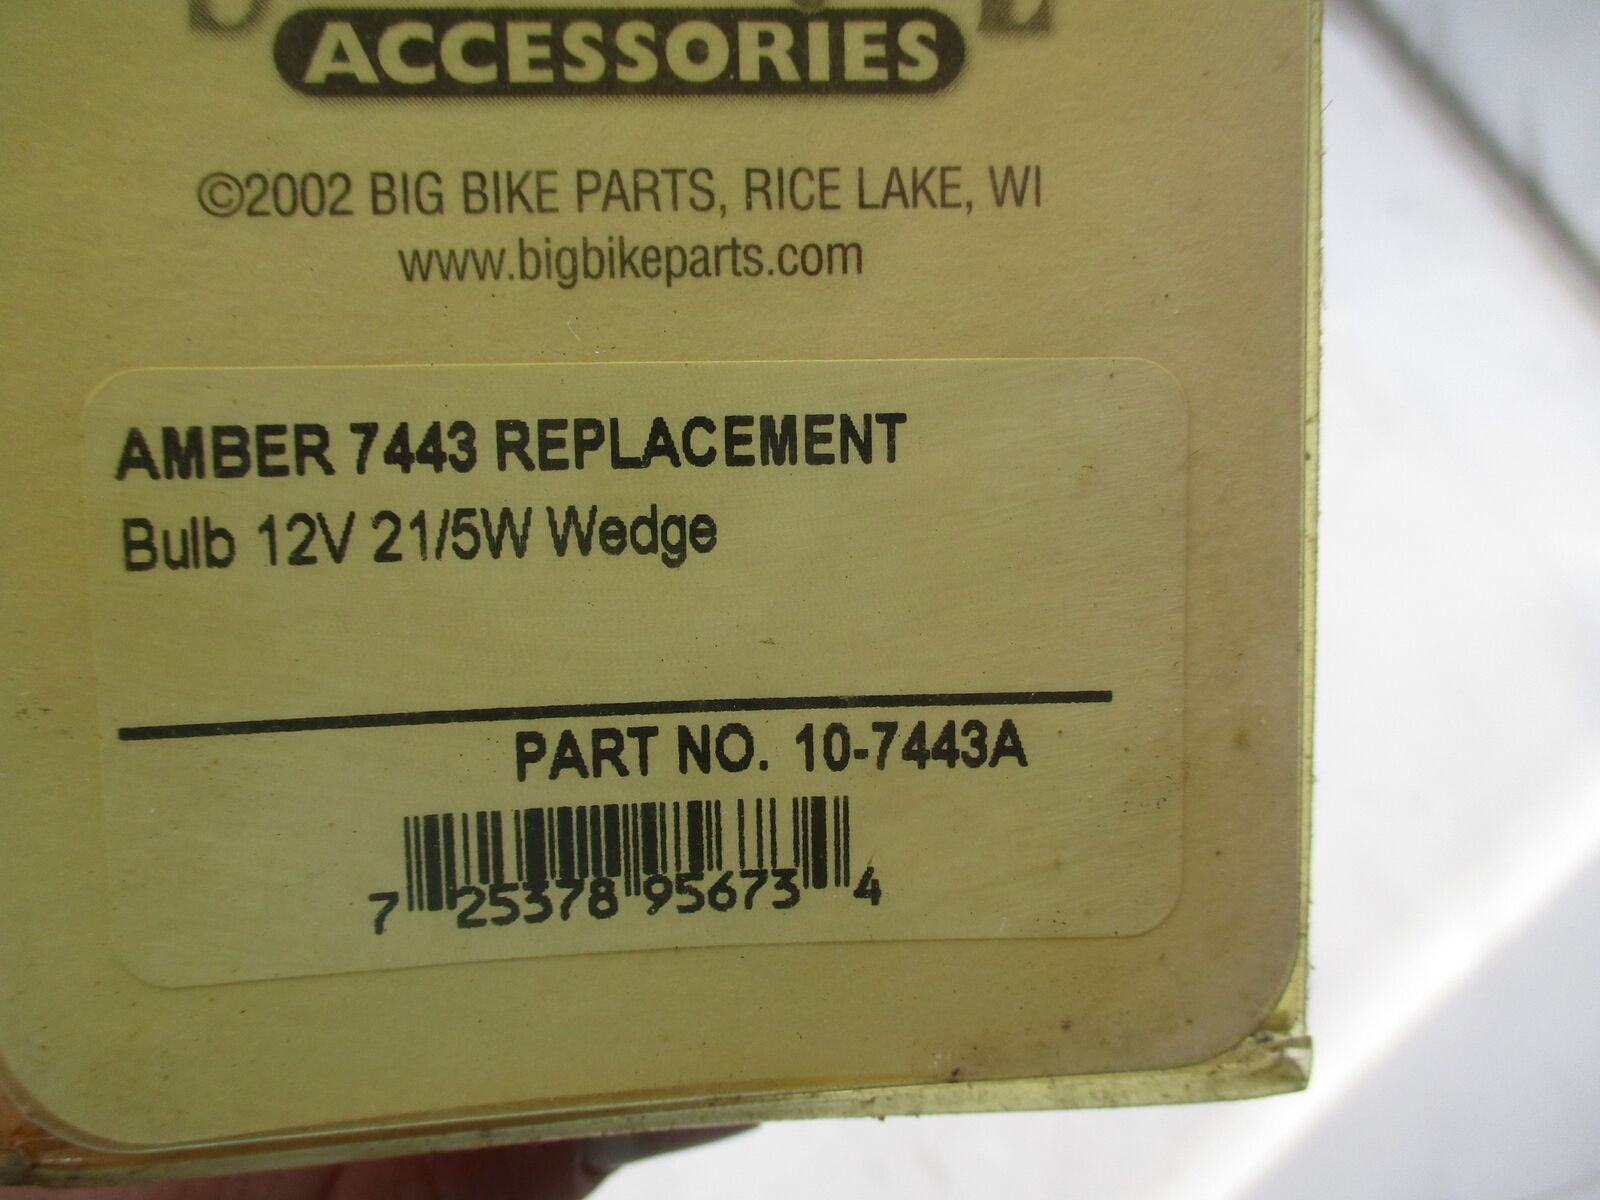 ACCESSORIES
©2002 BIG BIKE PARTS, RICE LAKE, WI
www.bigbikeparts.com
AMBER 7443 REPLACEMENT
Bulb 12V 21/5W Wedge
PART NO. 10-7443A
7 25378 95673 4